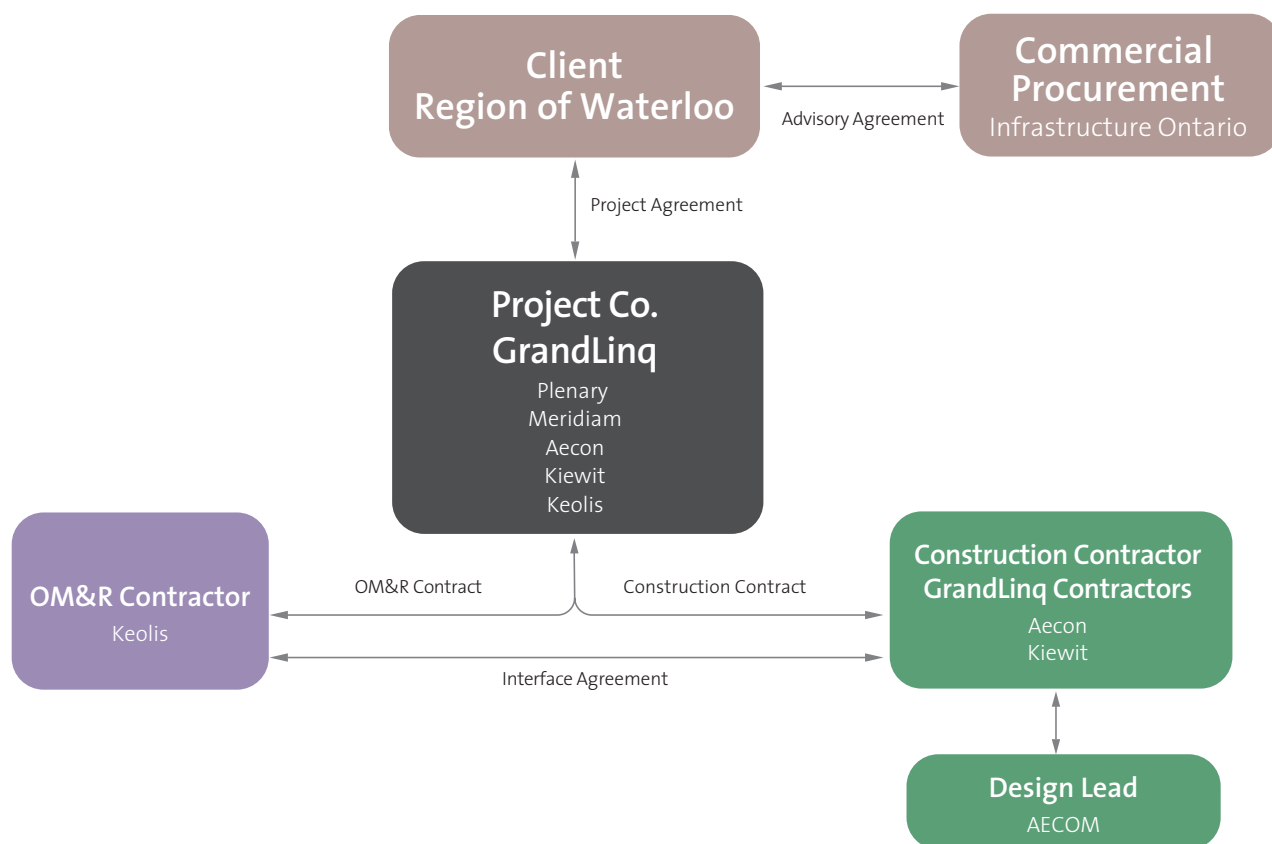 Client
Region of Waterloo
Commercial
Procurement
Infrastructure Ontario
Advisory Agreement
Project Agreement
Project Co.
GrandLinq
Plenary
Meridiam
Aecon
Kiewit
Keolis
OM&R Contractor
Keolis
OM&R Contract
Construction Contract
Interface Agreement
Construction Contractor
GrandLinq Contractors
Aecon
Kiewit
Design Lead
AECOM